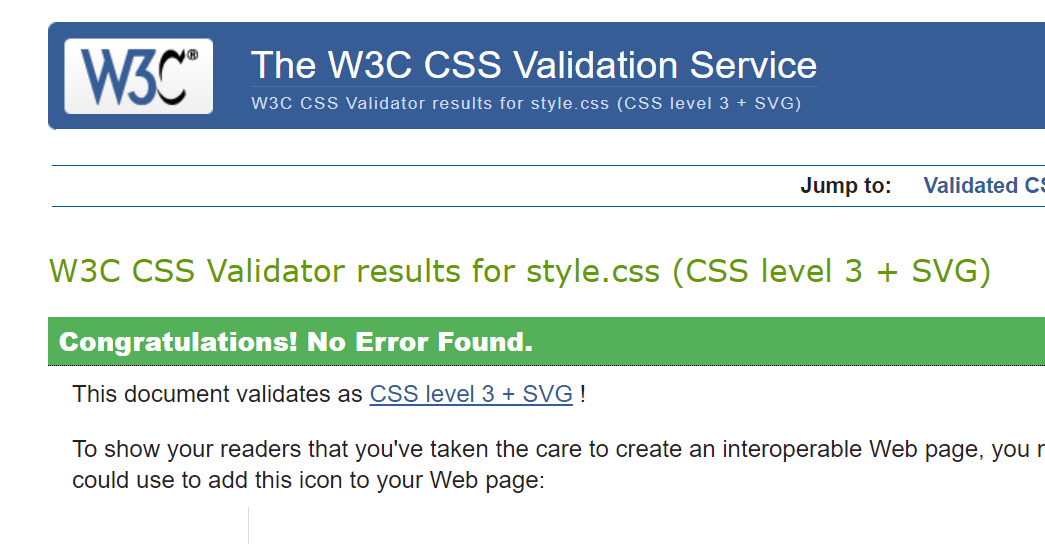 W3C®
The W3C CSS Validation Service
W3C CSS Validator results for style.css (CSS level 3 + SVG)
Jump to: Validated CS
W3C CSS Validator results for style.css (CSS level 3 + SVG)
Congratulations! No Error Found.
This document validates as CSS level 3 + SVG !
To show your readers that you've taken the care to create an interoperable Web page, you
could use to add this icon to your Web page: